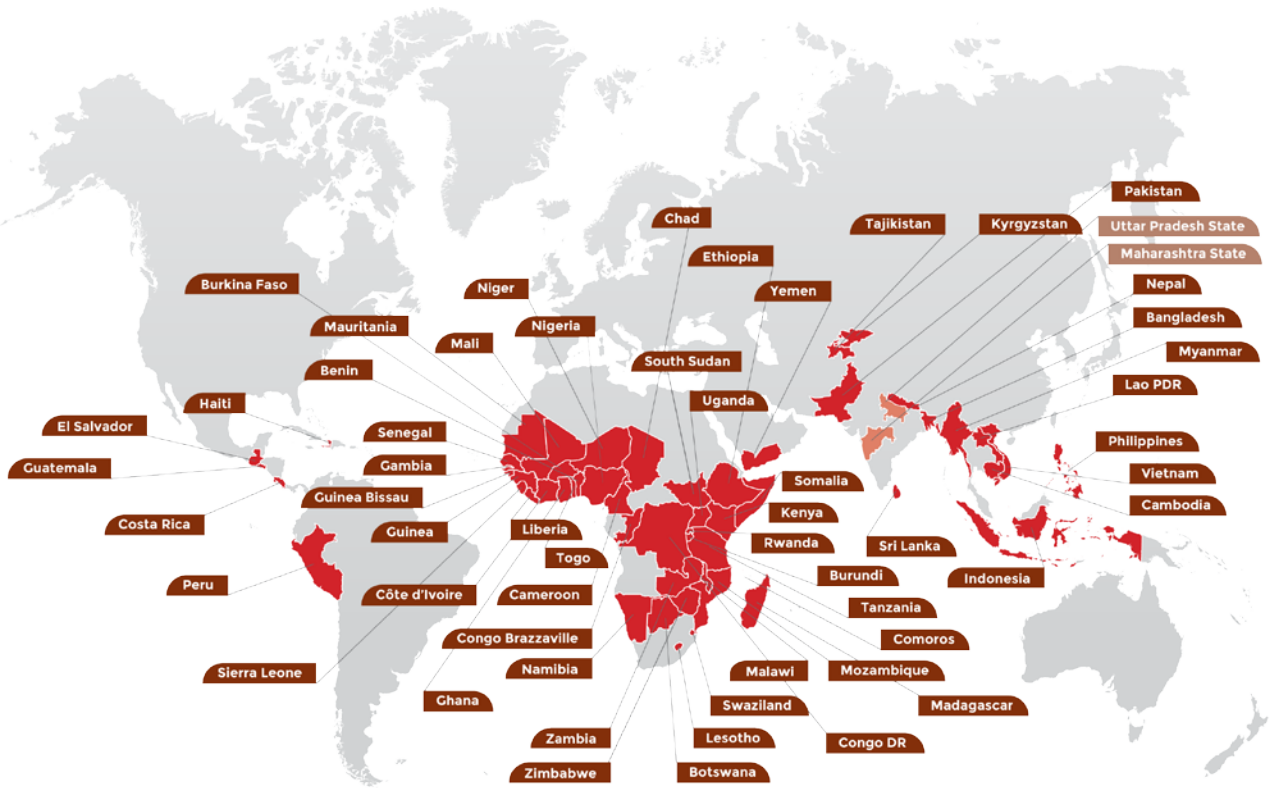 Pakistan
Chad
Tajikistan
Kyrgyzstan
Uttar Pradesh State
Ethiopia
Maharashtra State
Burkina Faso
Niger
Yemen
Nepal
Mauritania
Nigeria
Bangladesh
Mali
Myanmar
South Sudan
Benin
Lao PDR
Haiti
Uganda
El Salvador
Senegal
Philippines
Guatemala
Gambia
Vietnam
Somalia
Guinea Bissau
Cambodia
Costa Rica
Kenya
Guinea
Liberia
Rwanda
Sri Lanka
Togo
Peru
Burundi
Indonesia
Côte d'Ivoire
Cameroon
Tanzania
Congo Brazzaville
Comoros
Sierra Leone
Namibia
Malawi
Mozambique
Ghana
Swaziland
Madagascar
Zambia
Lesotho
Congo DR
Zimbabwe
Botswana